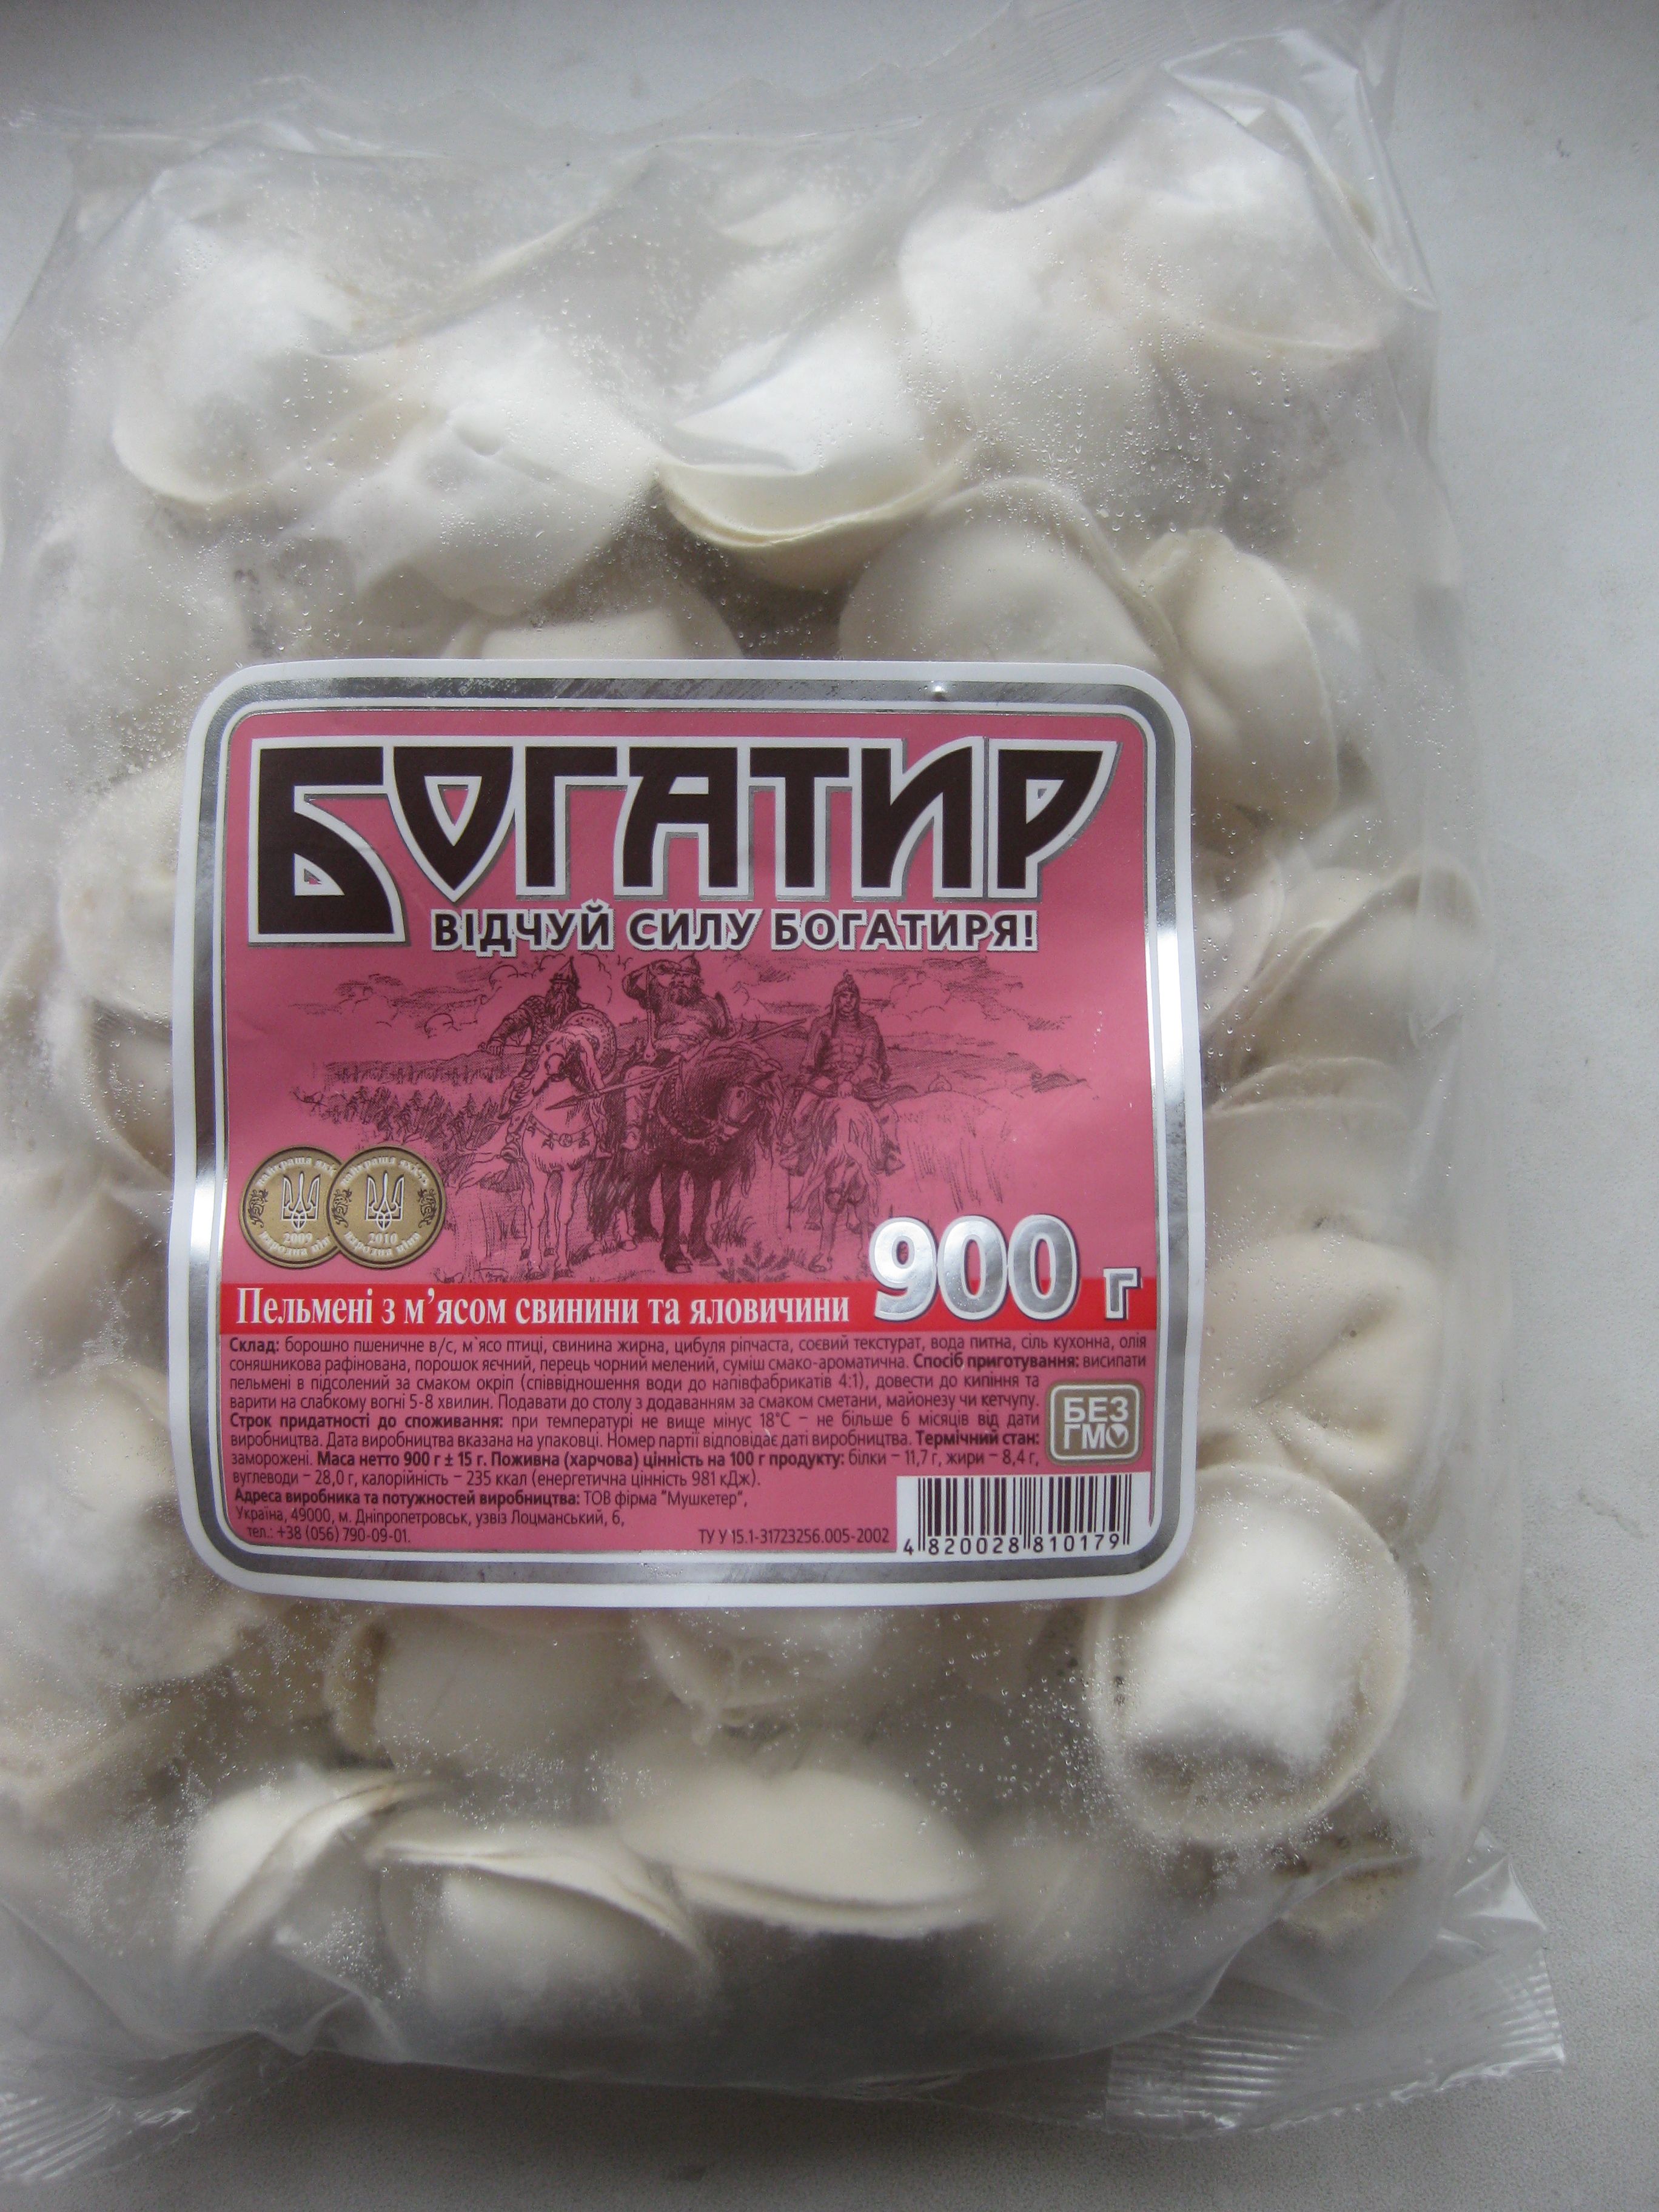 БОГАТИР
ВІДЧУЙ СИЛУ БОГАТИРЯ!
найкраща
2009
народна
найкраща якість
2010
народна ціна
900 г
Пельмені з м’ясом свинини та яловичини
Склад: борошно пшеничне в/с, м`ясо птиці, свинина жирна, цибуля ріпчаста, соєвий текстурат, вода питна, сіль кухонна, олія
соняшникова рафінована, порошок яєчний, перець чорний мелений, суміш смако-ароматична. Спосіб приготування: висипати
пельмені в підсолений за смаком окріп (співвідношення води до напівфабрикатів 4:1), довести до кипіння та
варити на слабкому вогні 5-8 хвилин. Подавати до столу з додаванням за смаком сметани, майонезу чи кетчупу.
Строк придатності до споживання: при температурі не вище мінус 18°С – не більше 6 місяців від дати
виробництва. Дата виробництва вказана на упаковці. Номер партії відповідає даті виробництва. Термічний стан:
заморожені. Маса нетто 900 г ± 15 г. Поживна (харчова) цінність на 100 г продукту: білки – 11,7 г, жири – 8,4 г,
вуглеводи – 28,0 г, калорійність – 235 ккал (енергетична цінність 981 кДж).
Адреса виробника та потужностей виробництва: ТОВ фірма "Мушкетер",
Україна, 49000, м. Дніпропетровськ, узвіз Лоцманський, 6,
тел.: +38 (056) 790-09-01.
ТУ У 15.1-31723256.005-2002
БЕЗ
ГМО
4 820028 810179